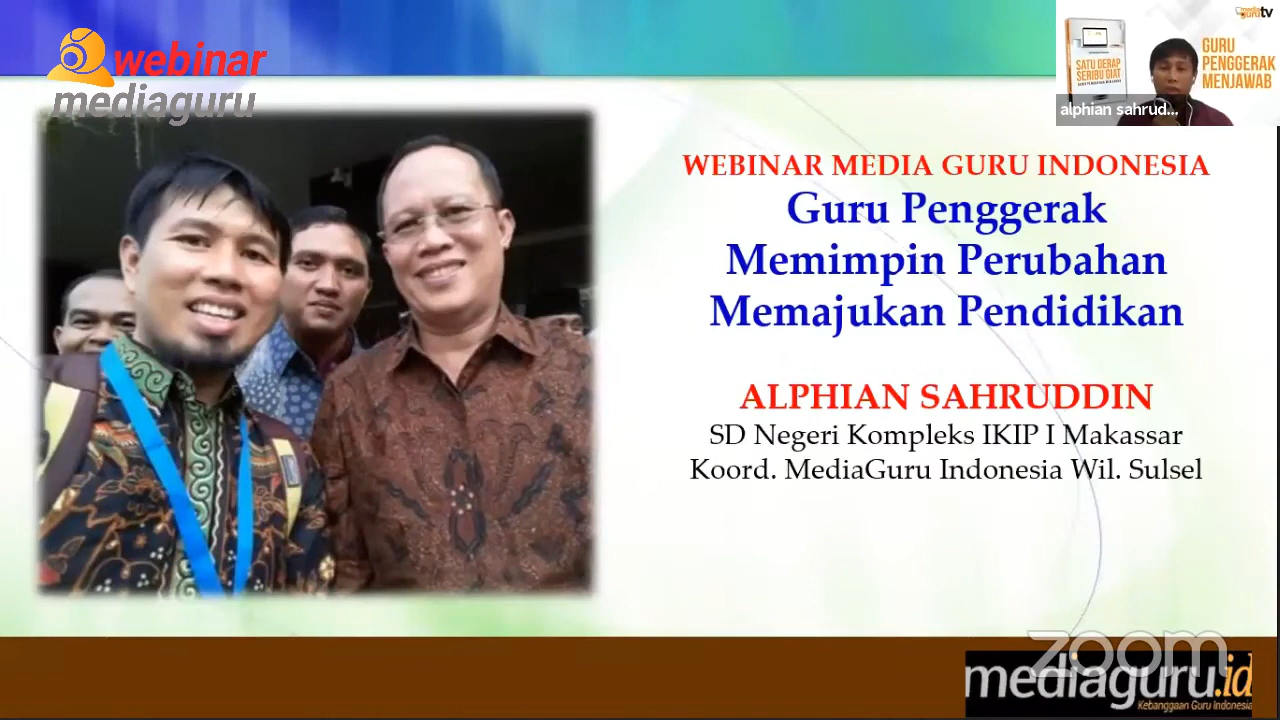 webinar
mediaguru
mediagurutv
SATU DERAP
SERIBU GIAT
GURU
PENGGERAK
MENJAWAB
alphian sahrud...
WEBINAR MEDIA GURU INDONESIA
Guru Penggerak
Memimpin Perubahan
Memajukan Pendidikan
ALPHIAN SAHRUDDIN
SD Negeri Kompleks IKIP I Makassar
Koord. MediaGuru Indonesia Wil. Sulsel
zoom
mediaguru.id
Kebanggaan Guru Indonesia